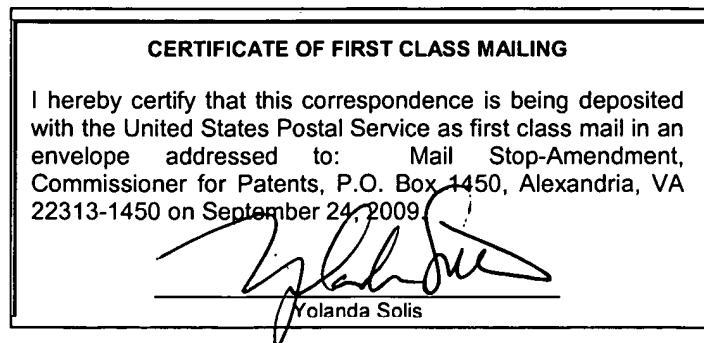 CERTIFICATE OF FIRST CLASS MAILING
I hereby certify that this correspondence is being deposited
with the United States Postal Service as first class mail in an
envelope addressed to: Mail Stop-Amendment,
Commissioner for Patents, P.O. Box 1450, Alexandria, VA
22313-1450 on September 24, 2009.
Yolanda Solis
Yolanda Solis